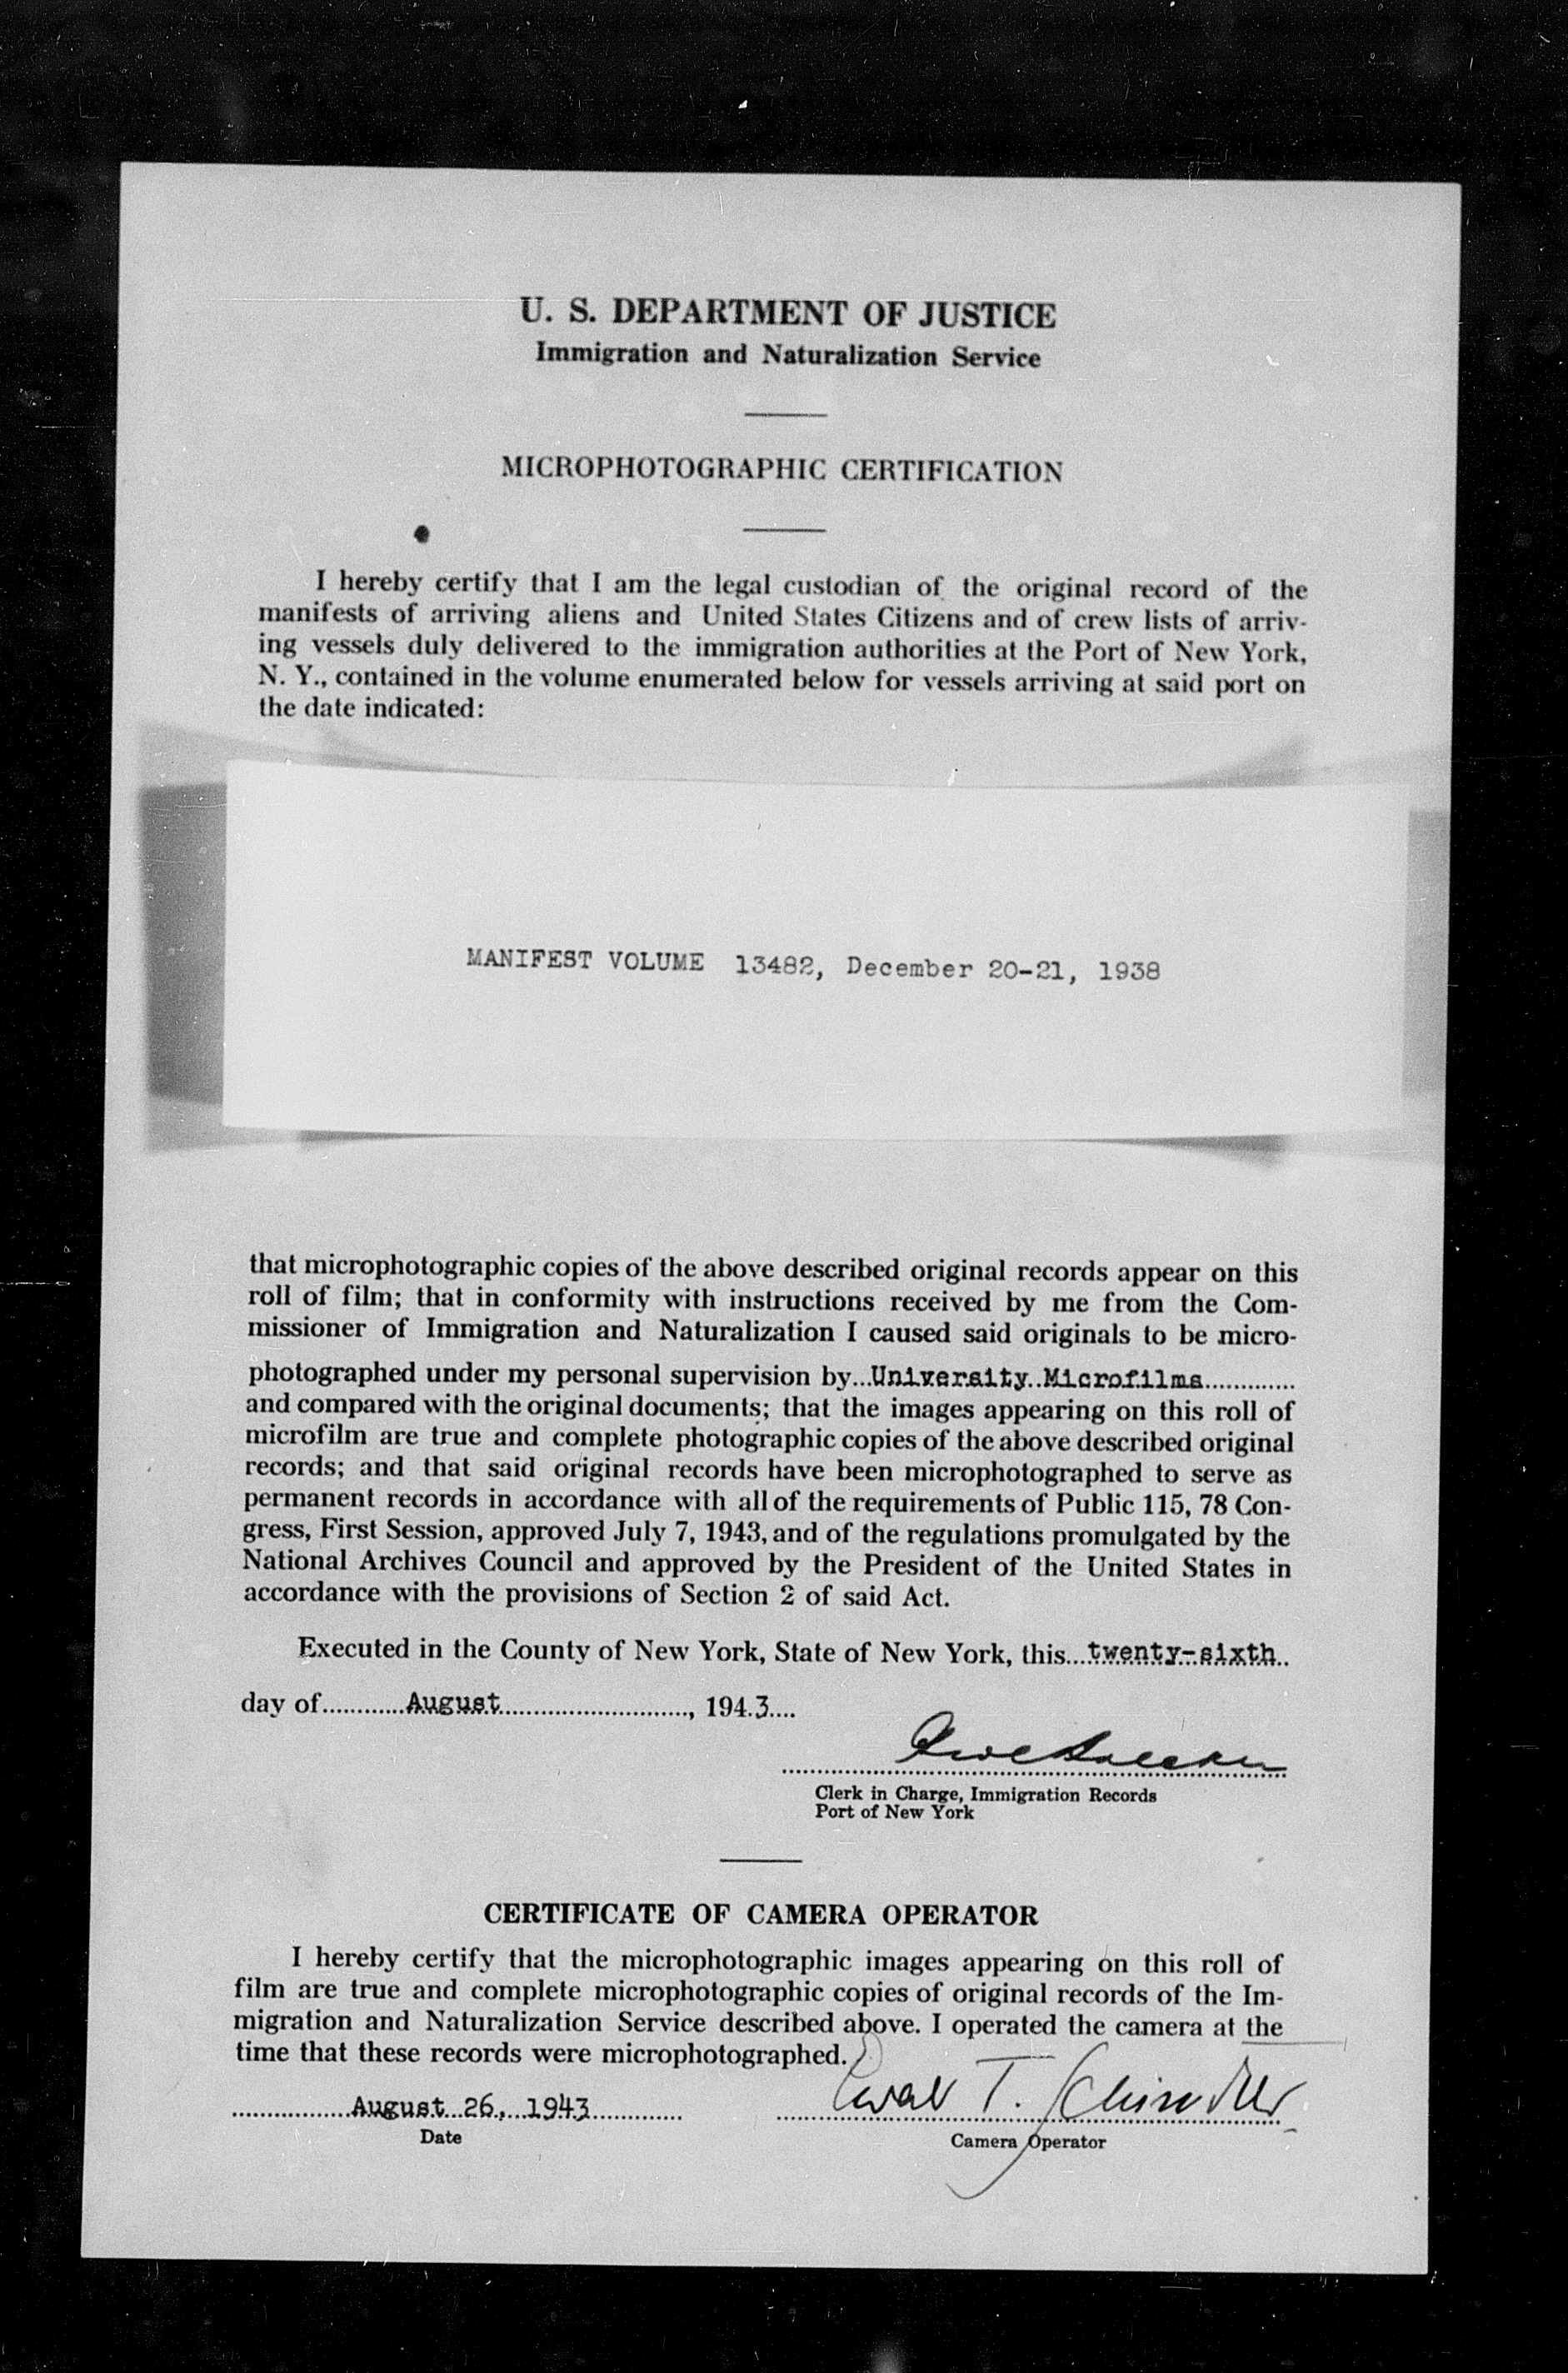 U. S. DEPARTMENT OF JUSTICE
Immigration and Naturalization Service
MICROPHOTOGRAPHIC CERTIFICATION
I hereby certify that I am the legal custodian of the original record of the
manifests of arriving aliens and United States Citizens and of crew lists of arriv-
ing vessels duly delivered to the immigration authorities at the Port of New York,
N. Y., contained in the volume enumerated below for vessels arriving at said port on
the date indicated:
MANIFEST VOLUME 13482, December 20-21, 1938
that microphotographic copies of the above described original records appear on this
roll of film; that in conformity with instructions received by me from the Com-
missioner of Immigration and Naturalization I caused said originals to be micro-
photographed under my personal supervision by...University Microfilms.............
and compared with the original documents; that the images appearing on this roll of
microfilm are true and complete photographic copies of the above described original
records; and that said original records have been microphotographed to serve as
permanent records in accordance with all of the requirements of Public 115, 78 Con-
gress, First Session, approved July 7, 1943, and of the regulations promulgated by the
National Archives Council and approved by the President of the United States in
accordance with the provisions of Section 2 of said Act.
Executed in the County of New York, State of New York, this....twenty-sixth..
day of............August................................, 194.3....
Clerk in Charge, Immigration Records
Port of New York
CERTIFICATE OF CAMERA OPERATOR
I hereby certify that the microphotographic images appearing on this roll of
film are true and complete microphotographic copies of original records of the Im-
migration and Naturalization Service described above. I operated the camera at the
time that these records were microphotographed.
August 26, 1943
T. Schindler
Date
Camera Operator